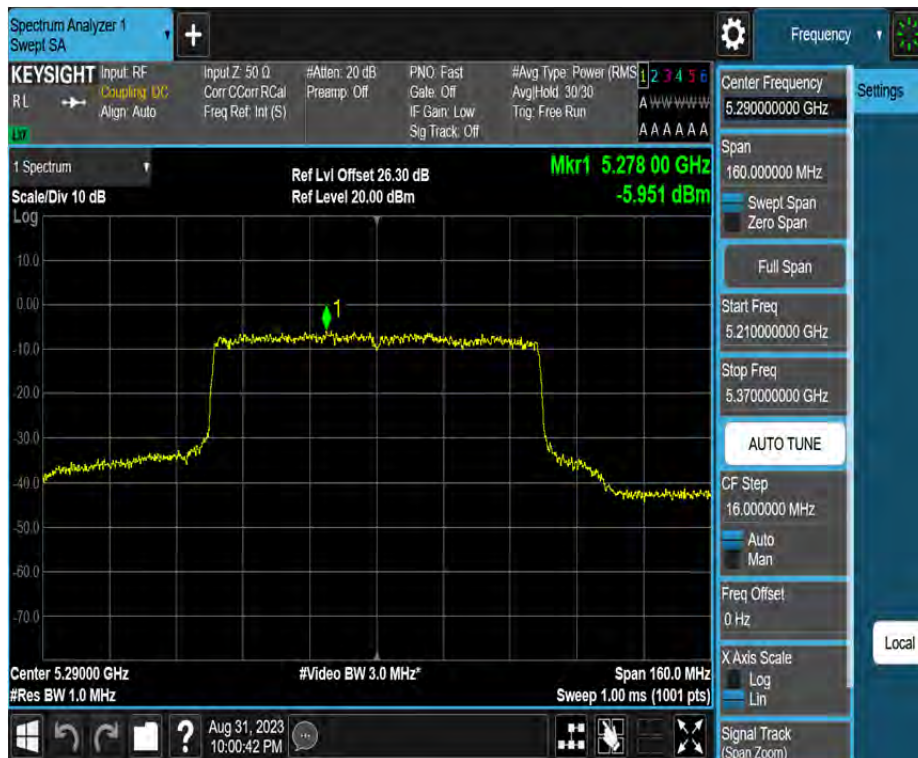 Spectrum Analyzer 1
Swept SA
+
Frequency
KEYSIGHT
R L
LXI
Input: RF
Coupling: DC
Align: Auto
Input Z: 50 Ω
Corr CCorr RCal
Freq Ref: Int (S)
#Atten: 20 dB
Preamp: Off
PNO: Fast
Gate: Off
IF Gain: Low
Sig Track: Off
#Avg Type: Power (RMS
Avg|Hold: 30/30
Trig: Free Run
1 2 3 4 5 6
A W W W W W
A A A A A A
Center Frequency
5.290000000 GHz
Settings
1 Spectrum
Scale/Div 10 dB
Ref Lvl Offset 26.30 dB
Ref Level 20.00 dBm
Mkr1 5.278 00 GHz
-5.951 dBm
Span
160.000000 MHz
Swept Span
Zero Span
Full Span
Start Freq
5.210000000 GHz
Stop Freq
5.370000000 GHz
AUTO TUNE
CF Step
16.000000 MHz
Auto
Man
Freq Offset
0 Hz
X Axis Scale
Log
Lin
Local
Signal Track
(Span Zoom)
Log
10.0
0.00
1
-10.0
-20.0
-30.0
-40.0
-50.0
-60.0
-70.0
Center 5.29000 GHz
#Res BW 1.0 MHz
#Video BW 3.0 MHz*
Span 160.0 MHz
Sweep 1.00 ms (1001 pts)
?
Aug 31, 2023
10:00:42 PM